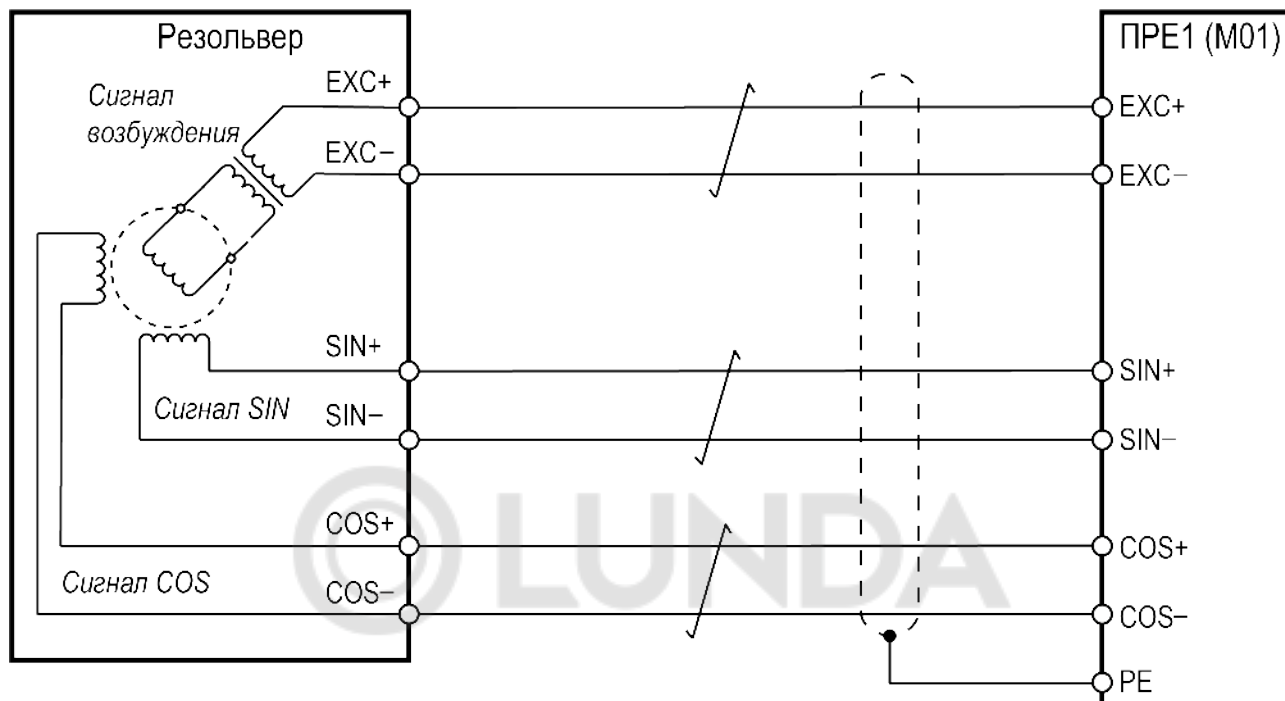 Резольвер
ПРЕ1 (М01)
Сигнал
возбуждения
EXC+
EXC−
EXC+
EXC−
SIN+
Сигнал SIN
SIN−
SIN+
SIN−
© LUNDA
COS+
Сигнал COS
COS−
COS+
COS−
PE